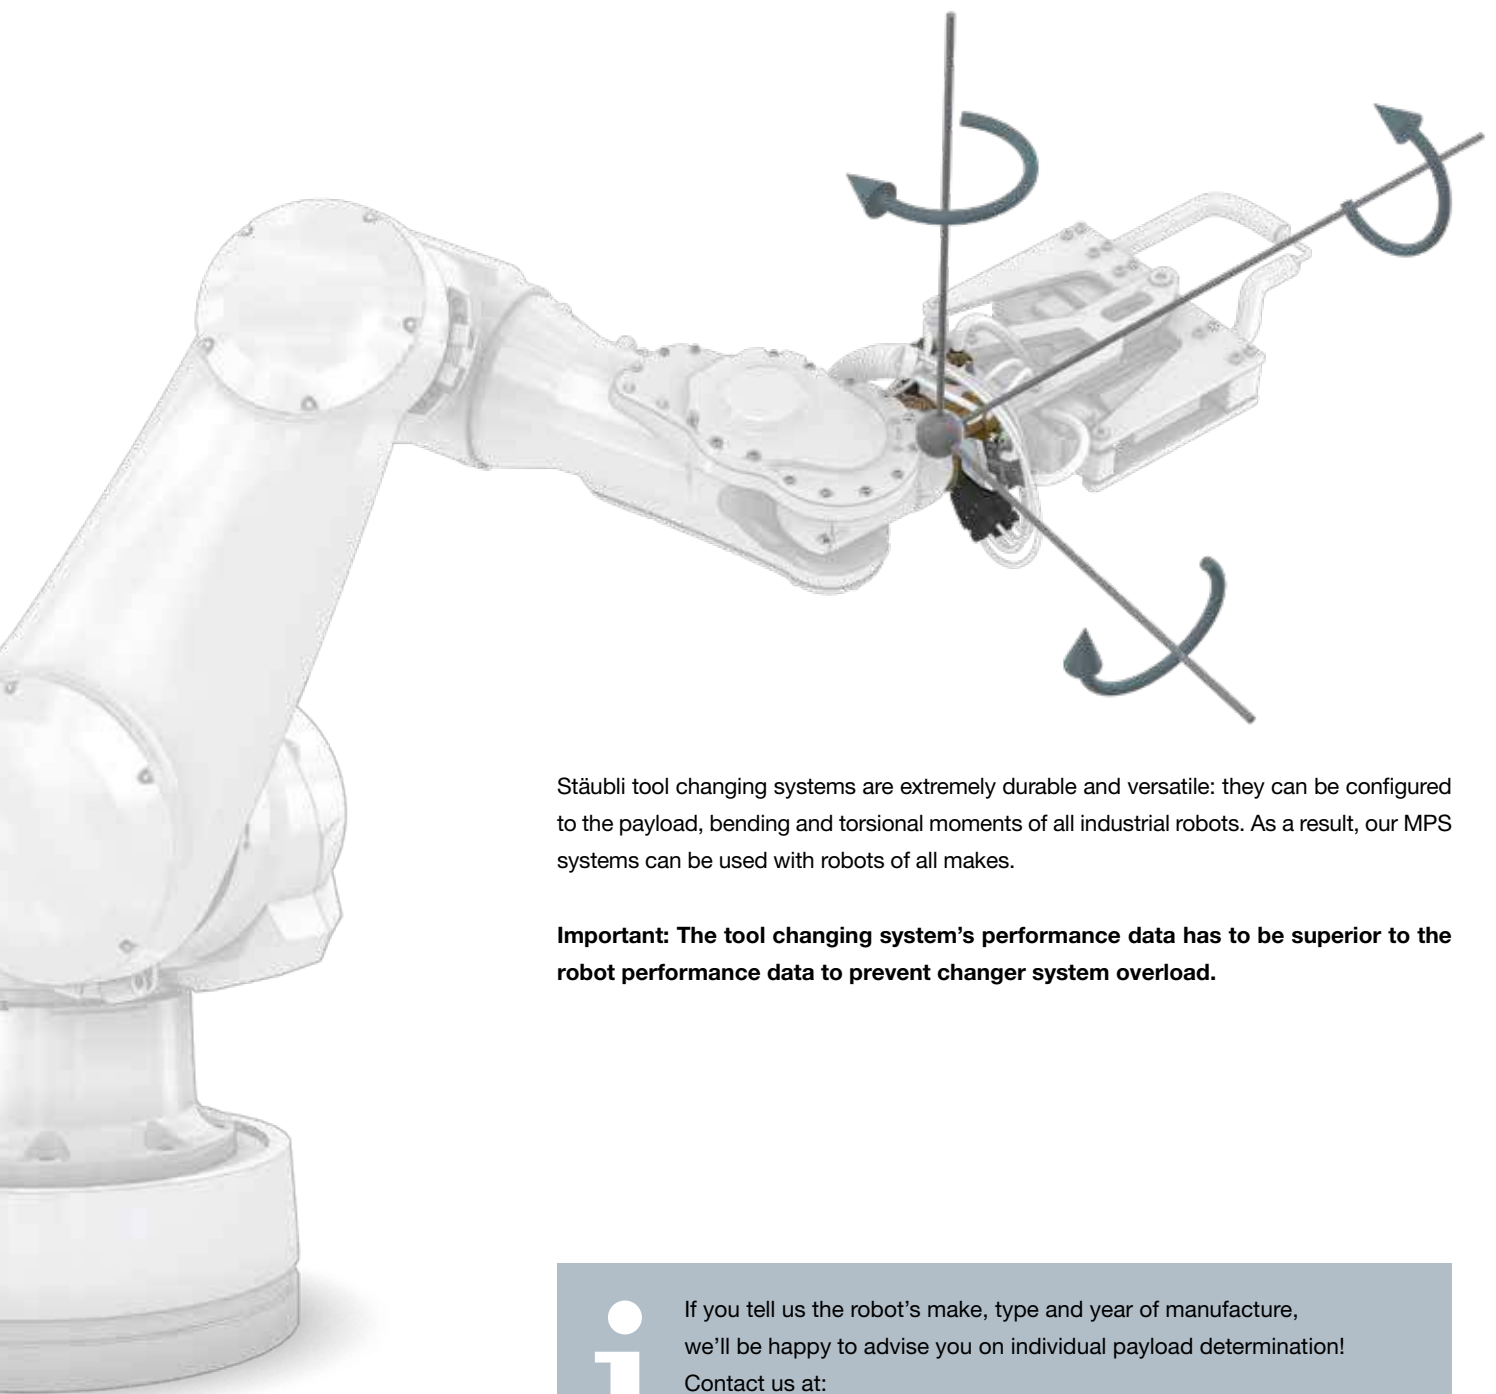 Stäubli tool changing systems are extremely durable and versatile: they can be configured
to the payload, bending and torsional moments of all industrial robots. As a result, our MPS
systems can be used with robots of all makes.
Important: The tool changing system’s performance data has to be superior to the
robot performance data to prevent changer system overload.
If you tell us the robot’s make, type and year of manufacture,
we’ll be happy to advise you on individual payload determination!
Contact us at: